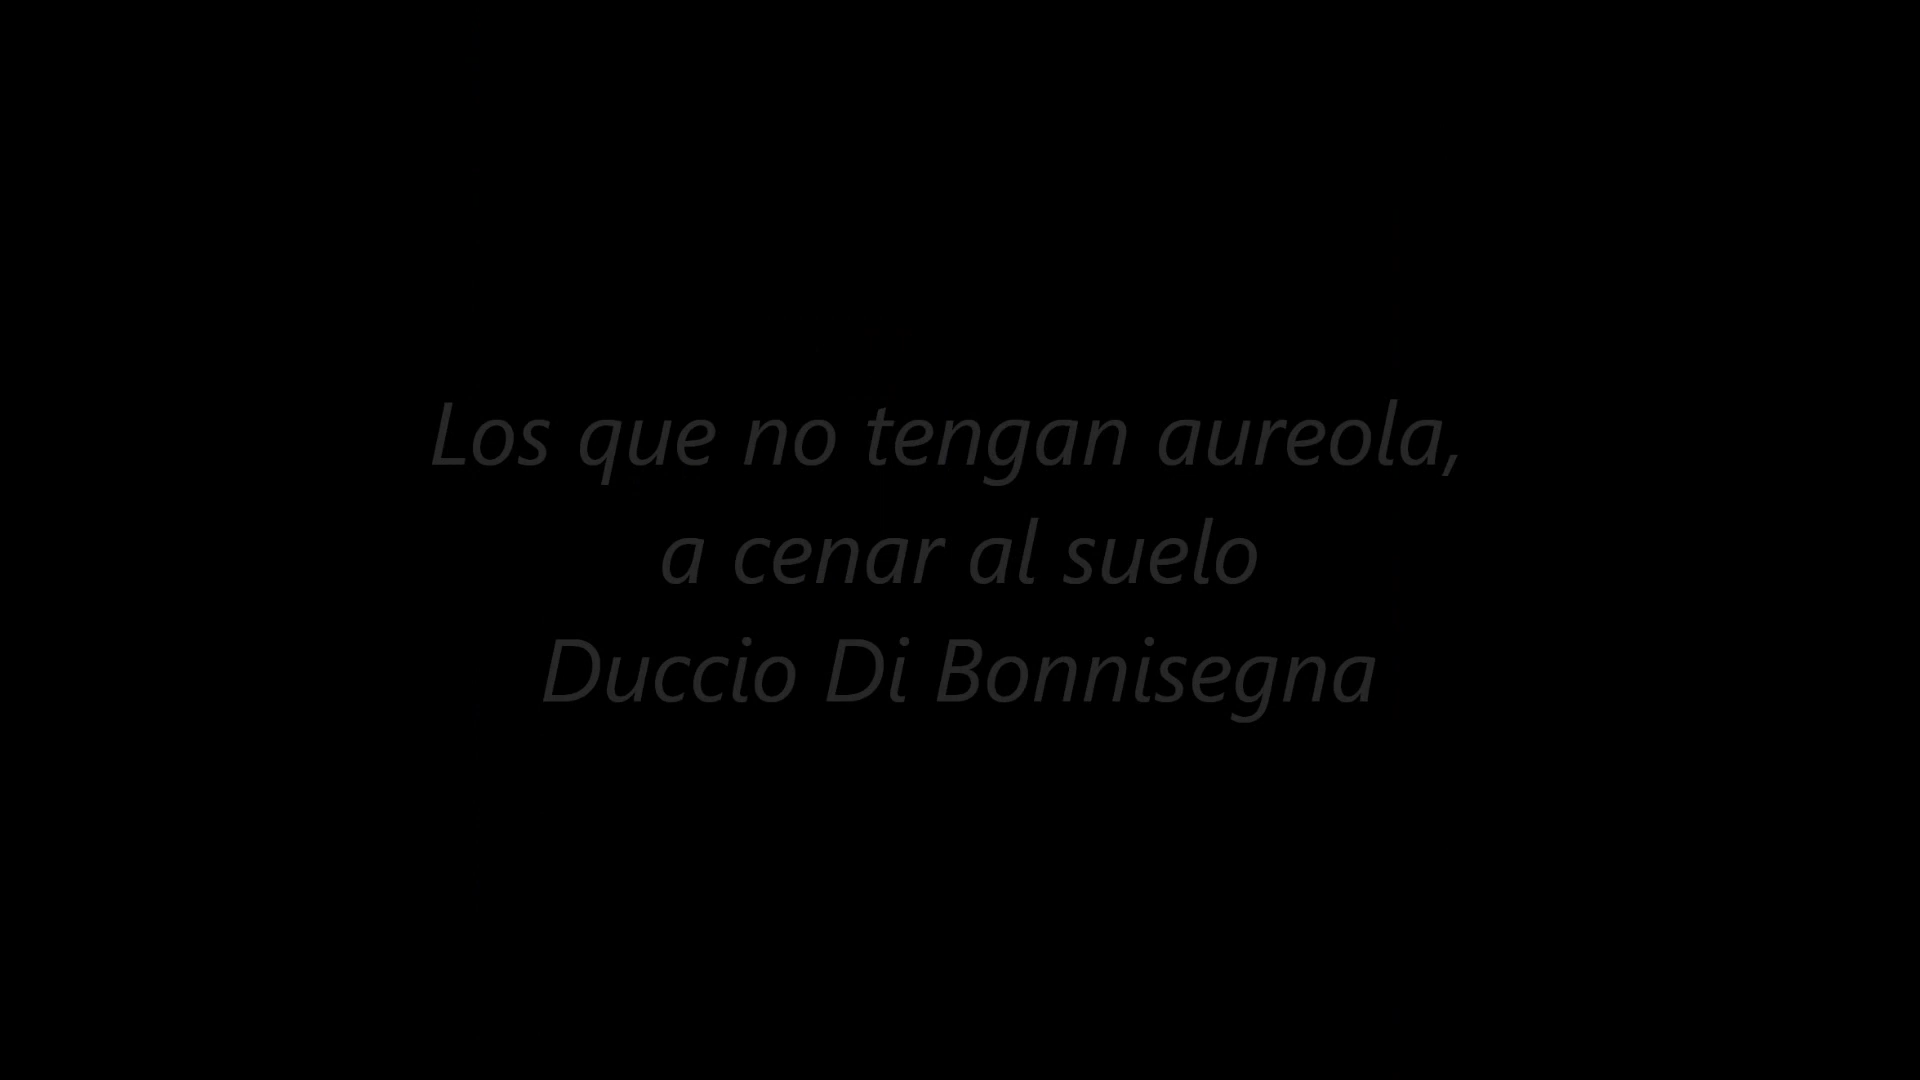 Los que no tengan aureola,
a cenar al suelo
Duccio Di Bonnisegna